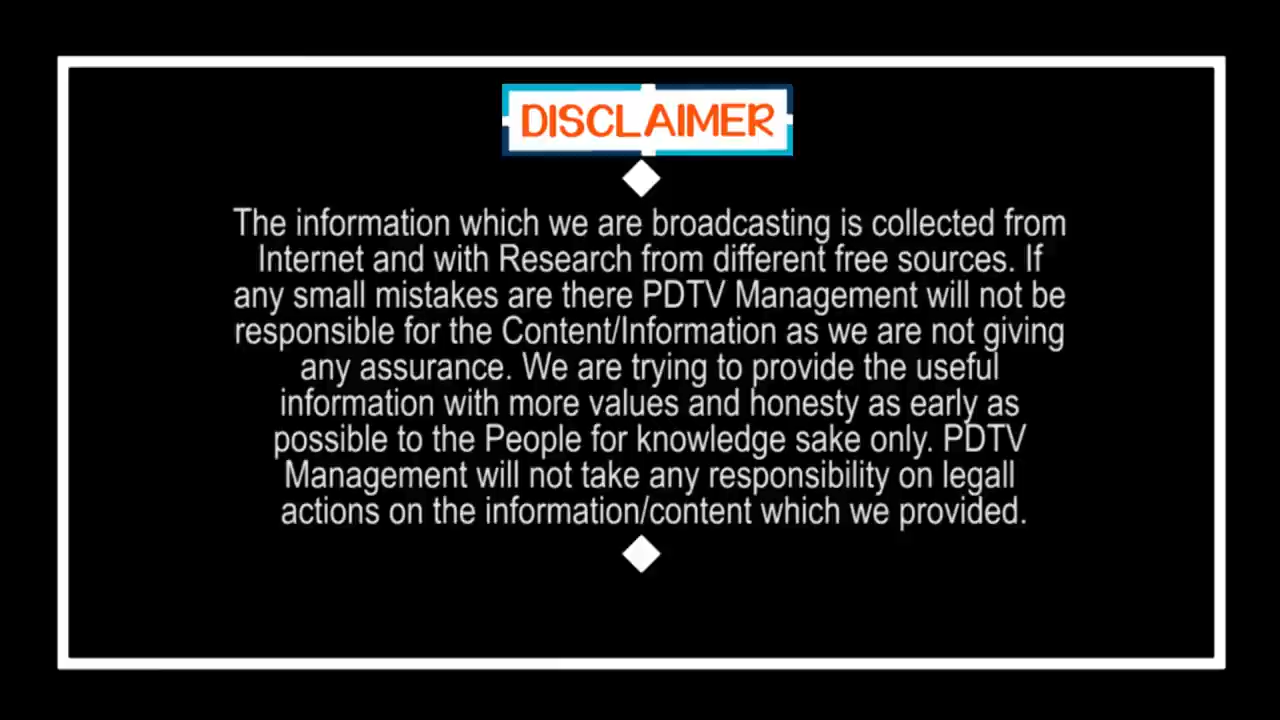 DISCLAIMER
The information which we are broadcasting is collected from
Internet and with Research from different free sources. If
any small mistakes are there PDTV Management will not be
responsible for the Content/Information as we are not giving
any assurance. We are trying to provide the useful
information with more values and honesty as early as
possible to the People for knowledge sake only. PDTV
Management will not take any responsibility on legall
actions on the information/content which we provided.